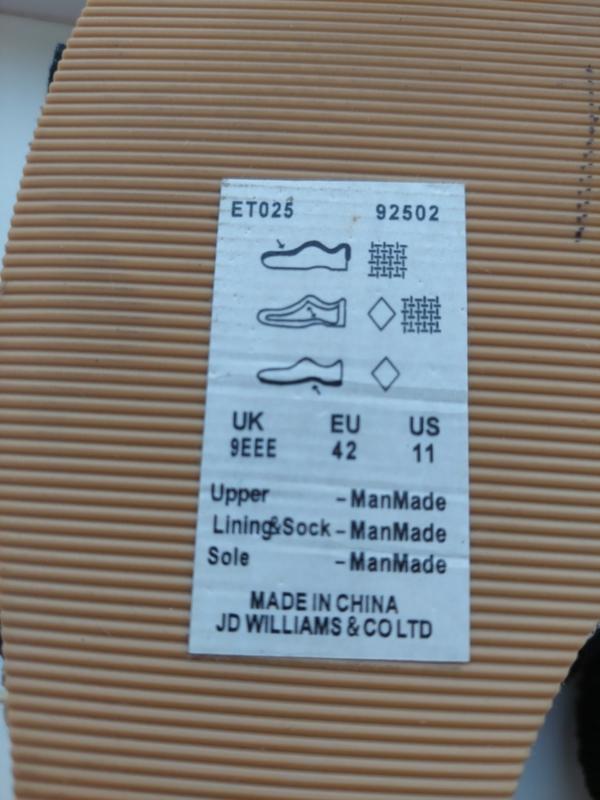 ET025 92502
UK EU US
9EEE 42 11
Upper - ManMade
Lining&Sock - ManMade
Sole - ManMade
MADE IN CHINA
JD WILLIAMS & CO LTD